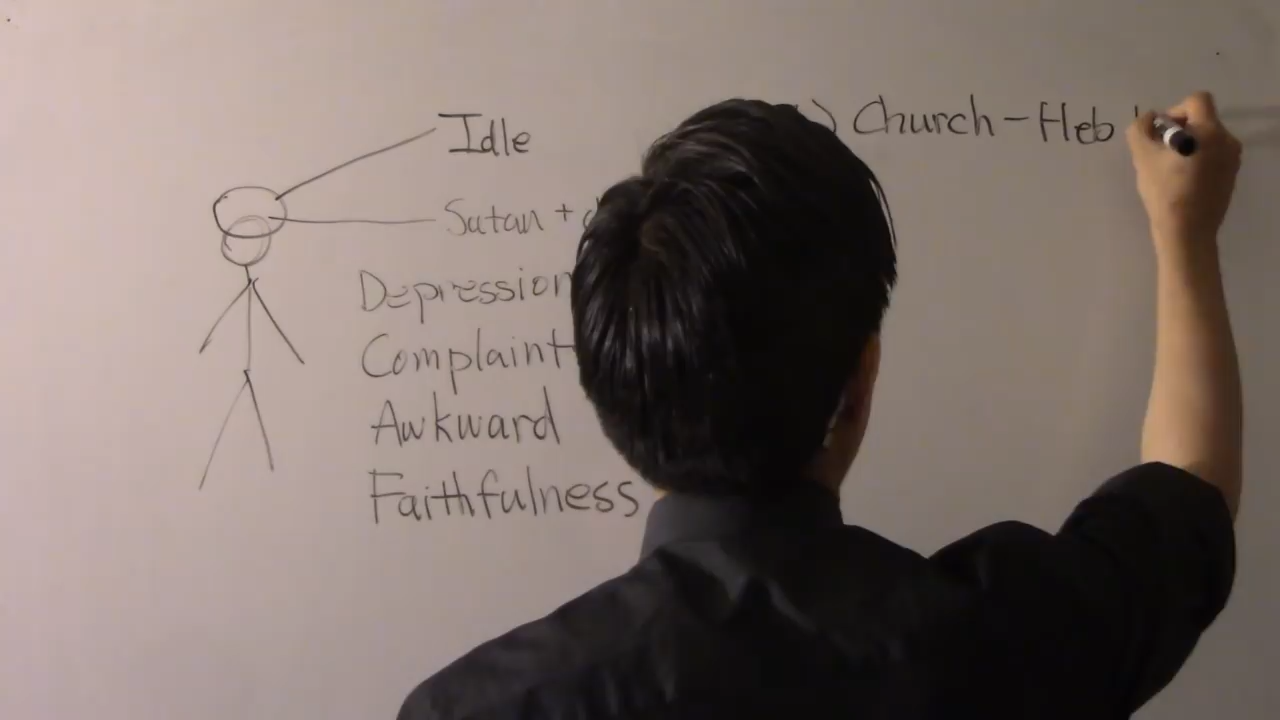 Idle
Satan +
Depression
Complaint
Awkward
Faithfulness
) Church - Heb